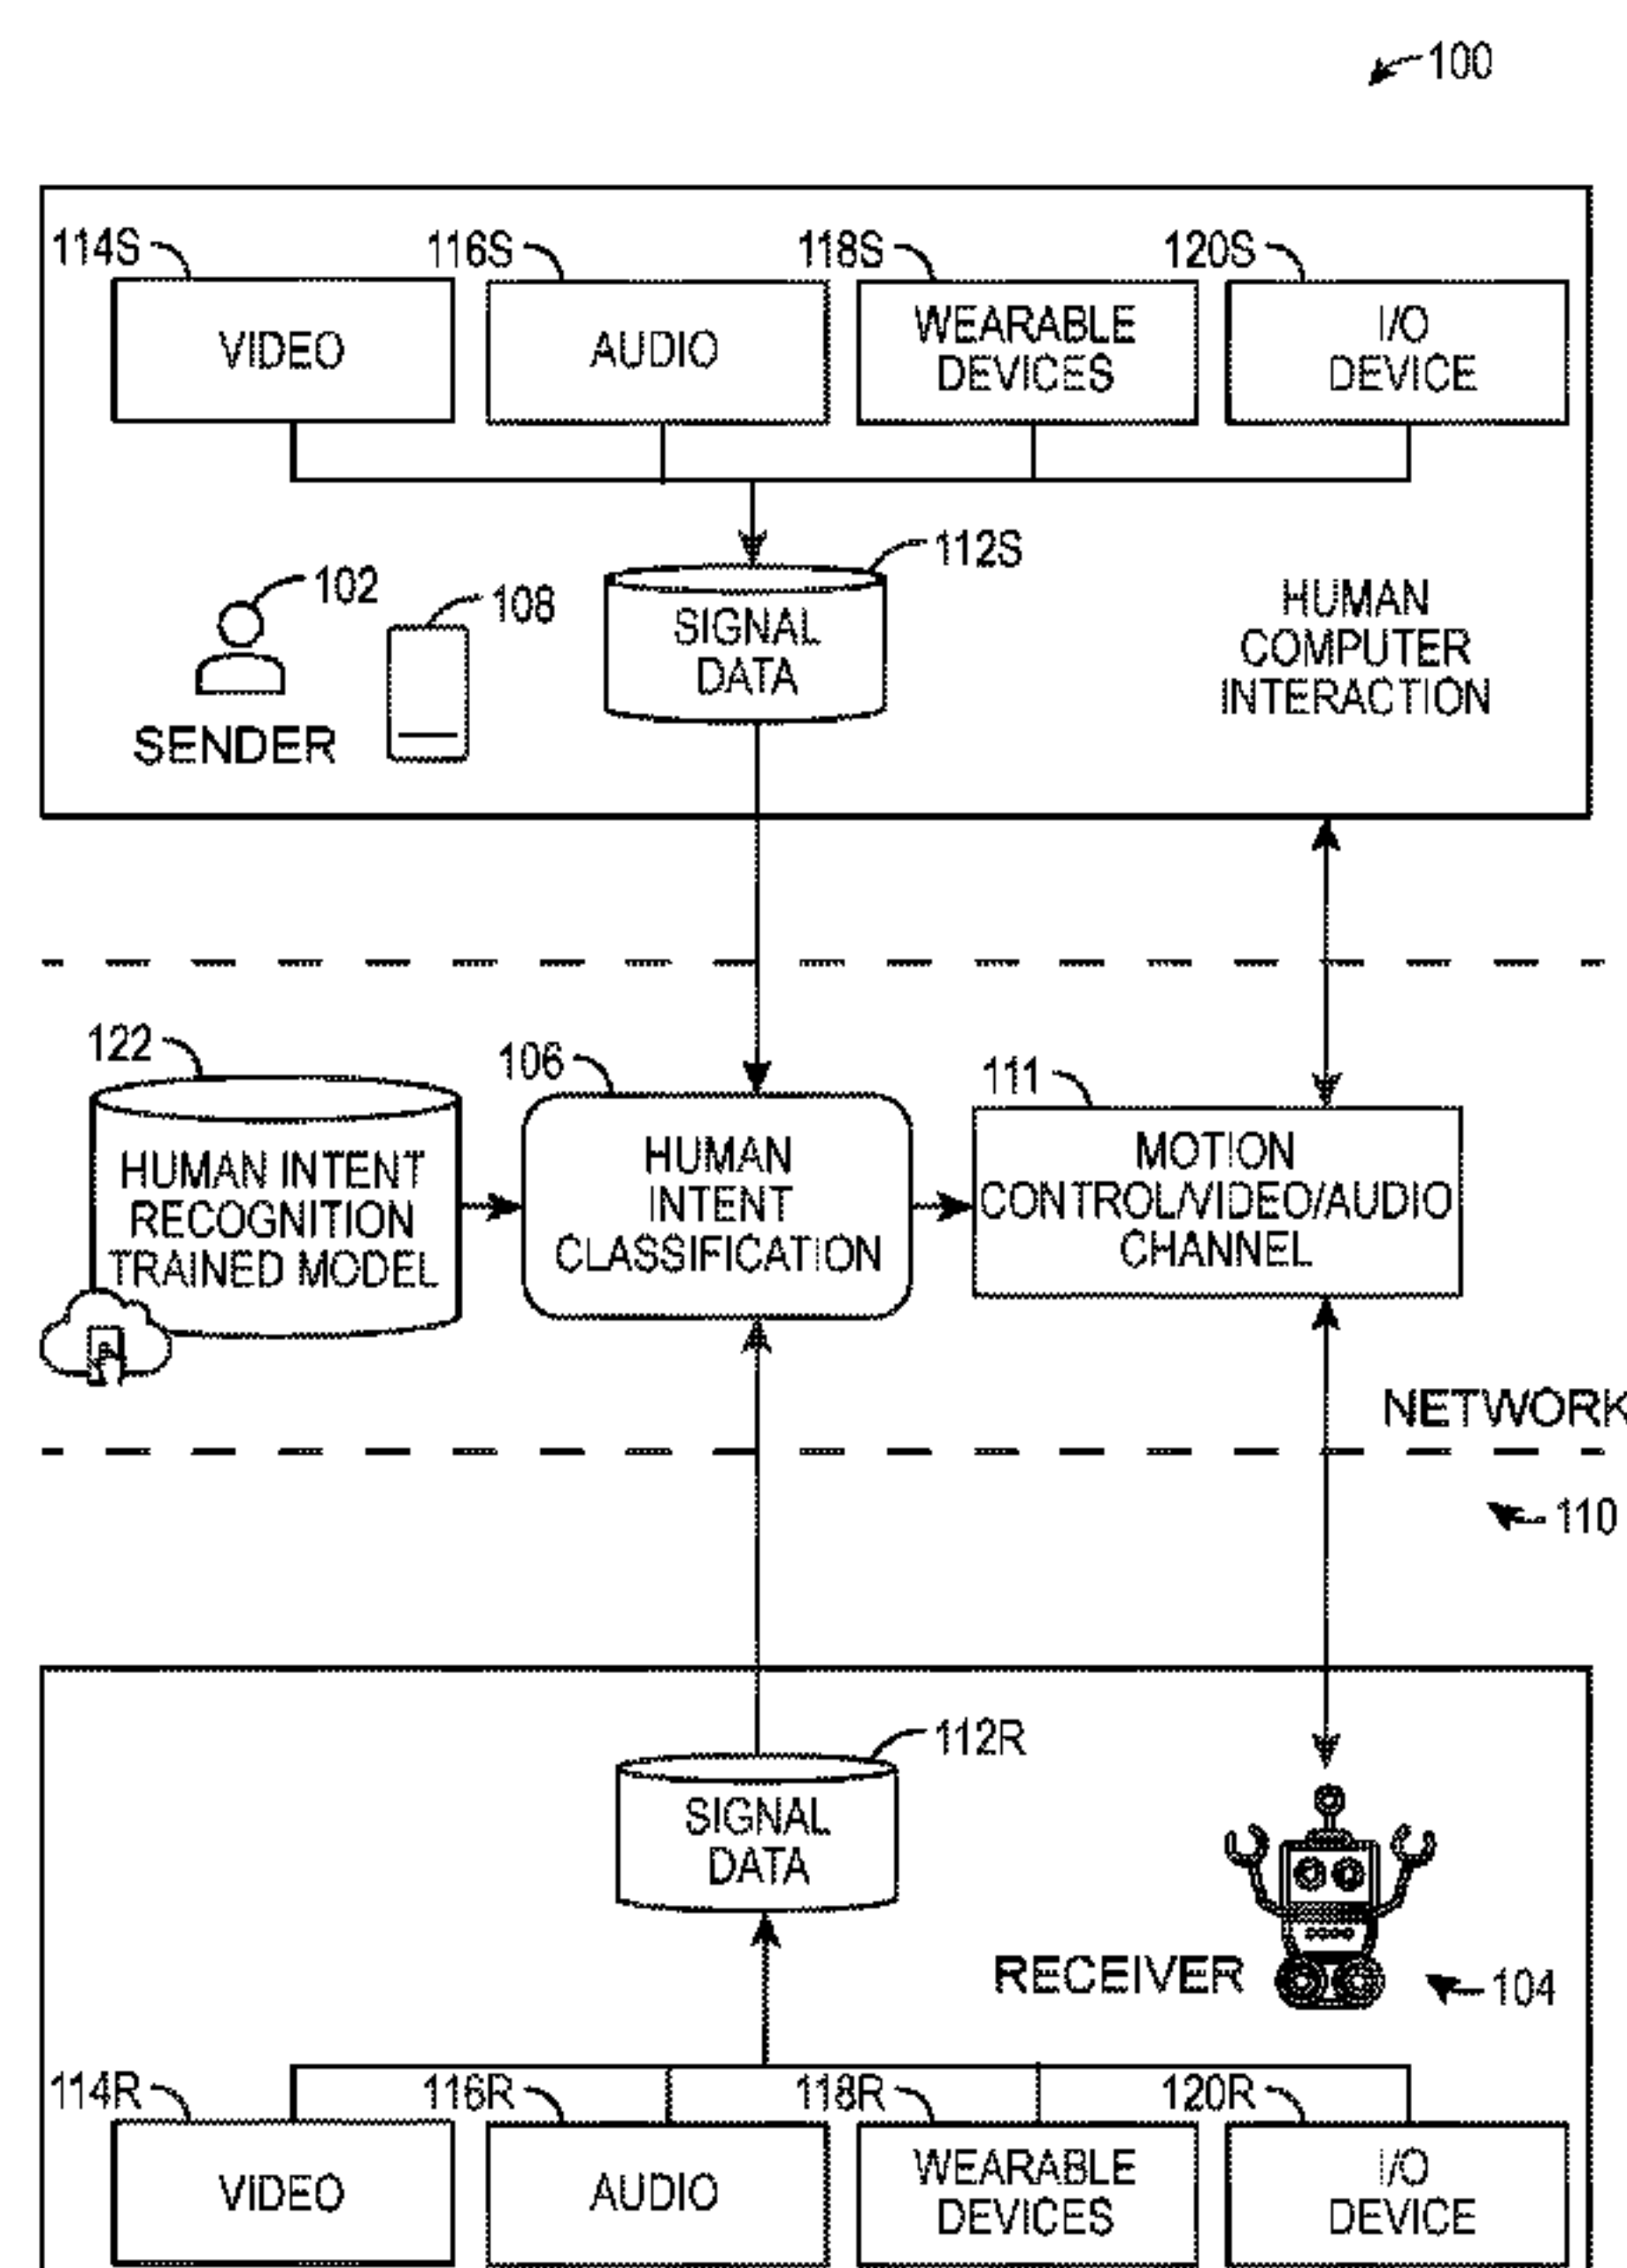 100
114S
116S
118S
120S
VIDEO
AUDIO
WEARABLE
DEVICES
I/O
DEVICE
112S
SIGNAL
DATA
102
SENDER
108
HUMAN
COMPUTER
INTERACTION
122
HUMAN INTENT
RECOGNITION
TRAINED MODEL
106
HUMAN
INTENT
CLASSIFICATION
111
MOTION
CONTROL/VIDEO/AUDIO
CHANNEL
NETWORK
110
112R
SIGNAL
DATA
RECEIVER
104
114R
116R
118R
120R
VIDEO
AUDIO
WEARABLE
DEVICES
I/O
DEVICE